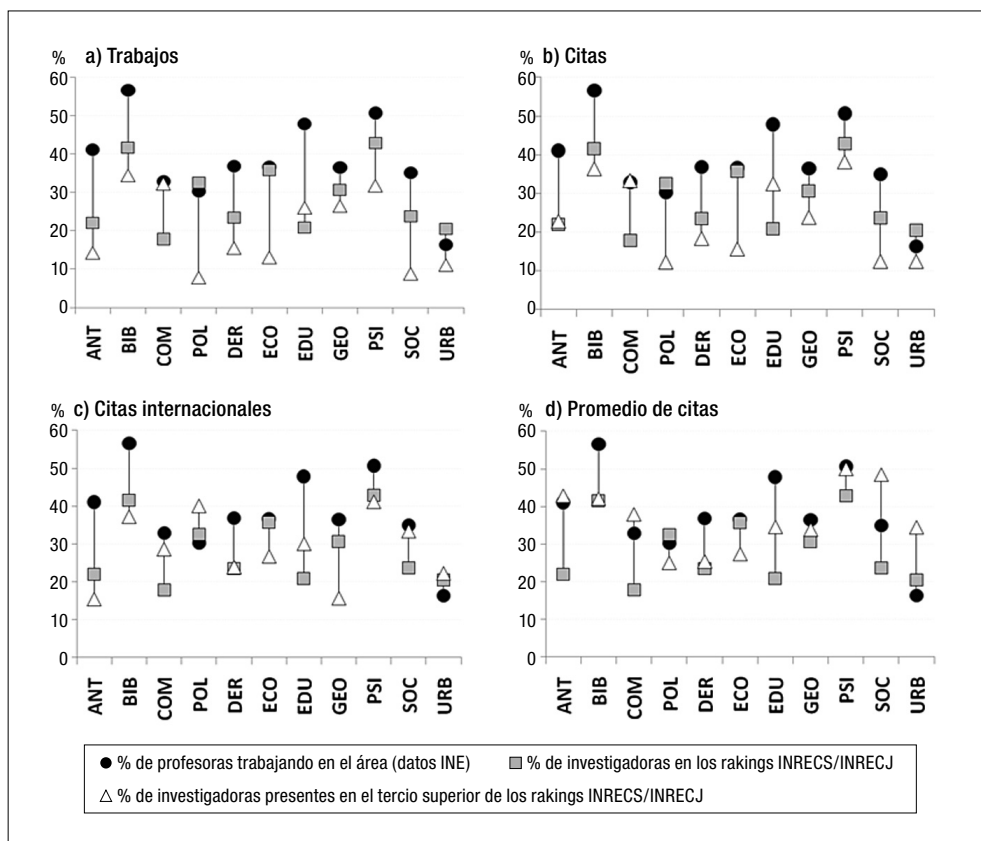 % a) Trabajos
60
50
40
30
20
10
0
ANT BIB COM POL DER ECO EDU GEO PSI SOC URB
% b) Citas
60
50
40
30
20
10
0
ANT BIB COM POL DER ECO EDU GEO PSI SOC URB
% c) Citas internacionales
60
50
40
30
20
10
0
ANT BIB COM POL DER ECO EDU GEO PSI SOC URB
% d) Promedio de citas
60
50
40
30
20
10
0
ANT BIB COM POL DER ECO EDU GEO PSI SOC URB
% de profesoras trabajando en el área (datos INE)
% de investigadoras en los rakings INRECS/INRECJ
% de investigadoras presentes en el tercio superior de los rakings INRECS/INRECJ